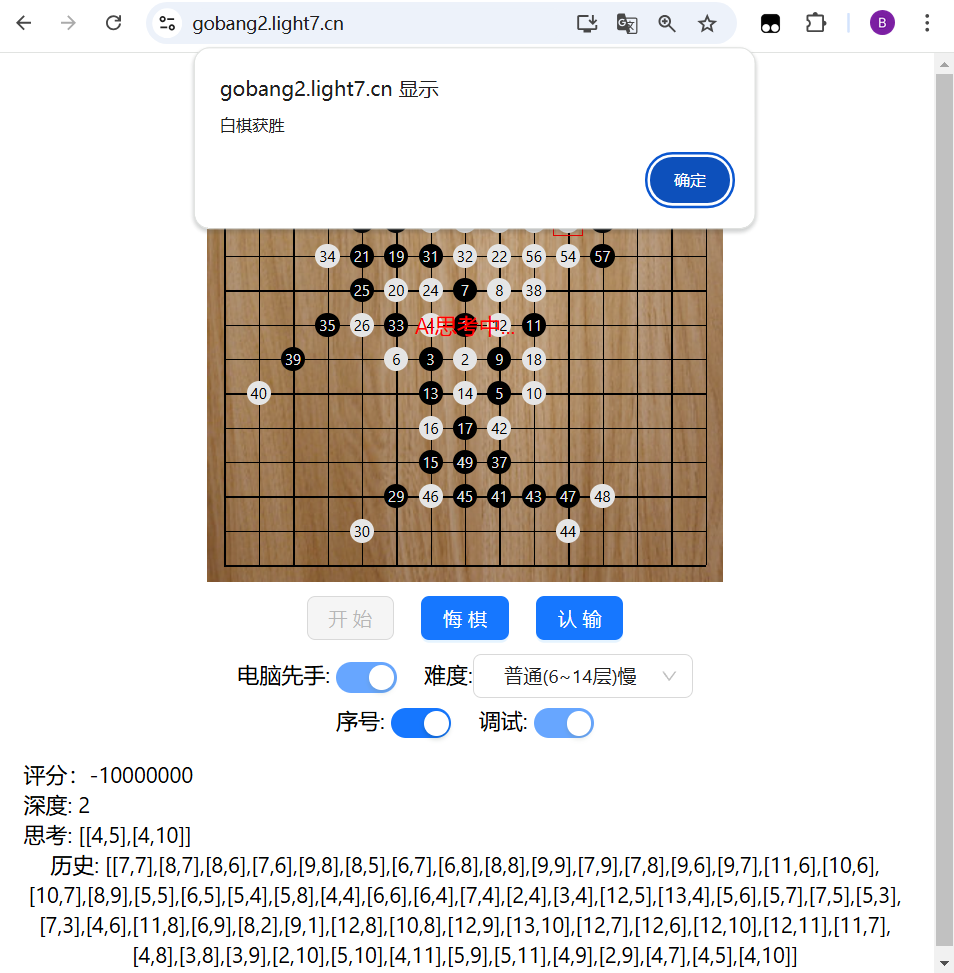 gobang2.light7.cn
B
gobang2.light7.cn 显示
白棋获胜
确定
34 21 19 31 32 22 56 54 57
25 20 24 7 8 38
35 26 33 4 12 11
AI思考中...
39 6 3 2 9 18
40 13 14 5 10
16 17 42
15 49 37
29 46 45 41 43 47 48
30 44
开 始 悔 棋 认 输
电脑先手: 难度: 普通(6~14层)慢
序号: 调试:
评分：-10000000
深度: 2
思考: [[4,5],[4,10]]
历史: [[7,7],[8,7],[8,6],[7,6],[9,8],[8,5],[6,7],[6,8],[8,8],[9,9],[7,9],[7,8],[9,6],[9,7],[11,6],[10,6],
[10,7],[8,9],[5,5],[6,5],[5,4],[5,8],[4,4],[6,6],[6,4],[7,4],[2,4],[3,4],[12,5],[13,4],[5,6],[5,7],[7,5],[5,3],
[7,3],[4,6],[11,8],[6,9],[8,2],[9,1],[12,8],[10,8],[12,9],[13,10],[12,7],[12,6],[12,10],[12,11],[11,7],
[4,8],[3,8],[3,9],[2,10],[5,10],[4,11],[5,9],[5,11],[4,9],[2,9],[4,7],[4,5],[4,10]]